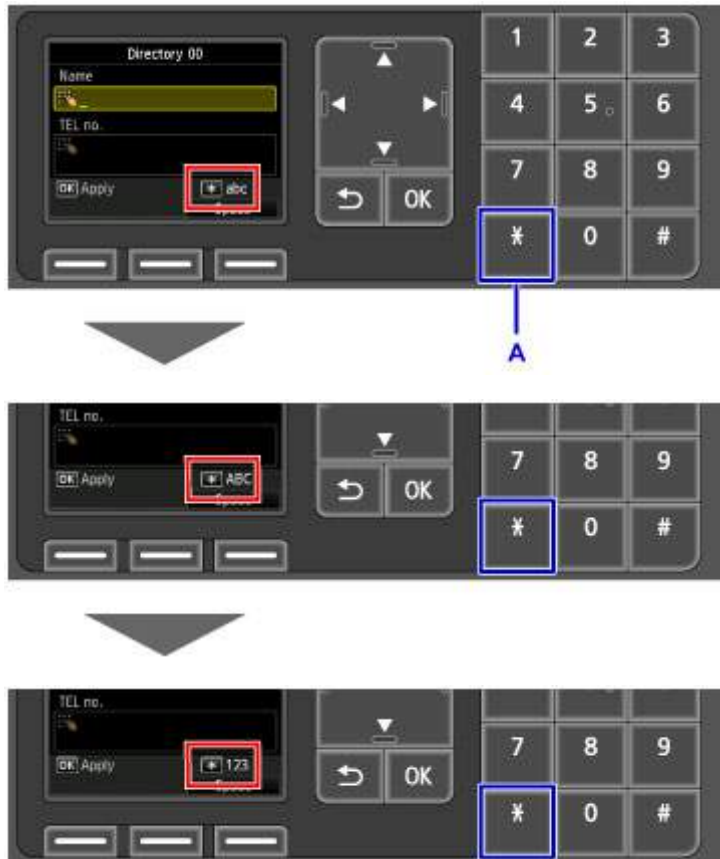 Directory 00
Name
TEL no.
OK Apply * abc
OK
1 2 3
4 5 6
7 8 9
* 0 #
A
TEL no.
OK Apply * ABC
OK
7 8 9
* 0 #
TEL no.
OK Apply * 123
OK
7 8 9
* 0 #